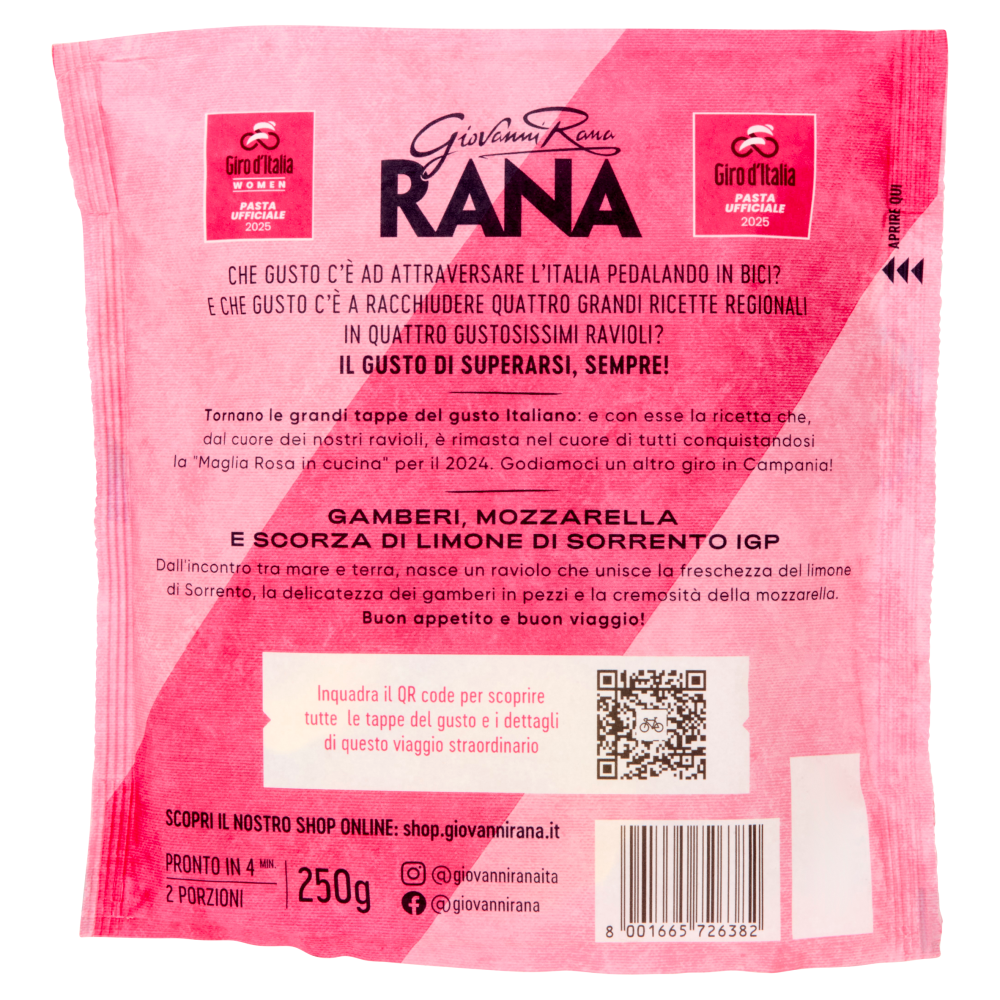 Giovanni Rana
RANA
Giro d'Italia
WOMEN
PASTA
UFFICIALE
2025
Giro d'Italia
PASTA
UFFICIALE
2025
APRIRE QUI
CHE GUSTO C'È AD ATTRAVERSARE L'ITALIA PEDALANDO IN BICI?
E CHE GUSTO C'È A RACCHIUDERE QUATTRO GRANDI RICETTE REGIONALI
IN QUATTRO GUSTOSISSIMI RAVIOLI?
IL GUSTO DI SUPERARSI, SEMPRE!
Tornano le grandi tappe del gusto Italiano: e con esse la ricetta che,
dal cuore dei nostri ravioli, è rimasta nel cuore di tutti conquistandosi
la "Maglia Rosa in cucina" per il 2024. Godiamoci un altro giro in Campania!
GAMBERI, MOZZARELLA
E SCORZA DI LIMONE DI SORRENTO IGP
Dall'incontro tra mare e terra, nasce un raviolo che unisce la freschezza del limone
di Sorrento, la delicatezza dei gamberi in pezzi e la cremosità della mozzarella.
Buon appetito e buon viaggio!
Inquadra il QR code per scoprire
tutte le tappe del gusto e i dettagli
di questo viaggio straordinario
SCOPRI IL NOSTRO SHOP ONLINE: shop.giovannirana.it
PRONTO IN 4 MIN.
2 PORZIONI
250g
@giovanniranaita
@giovannirana
8 001665 726382